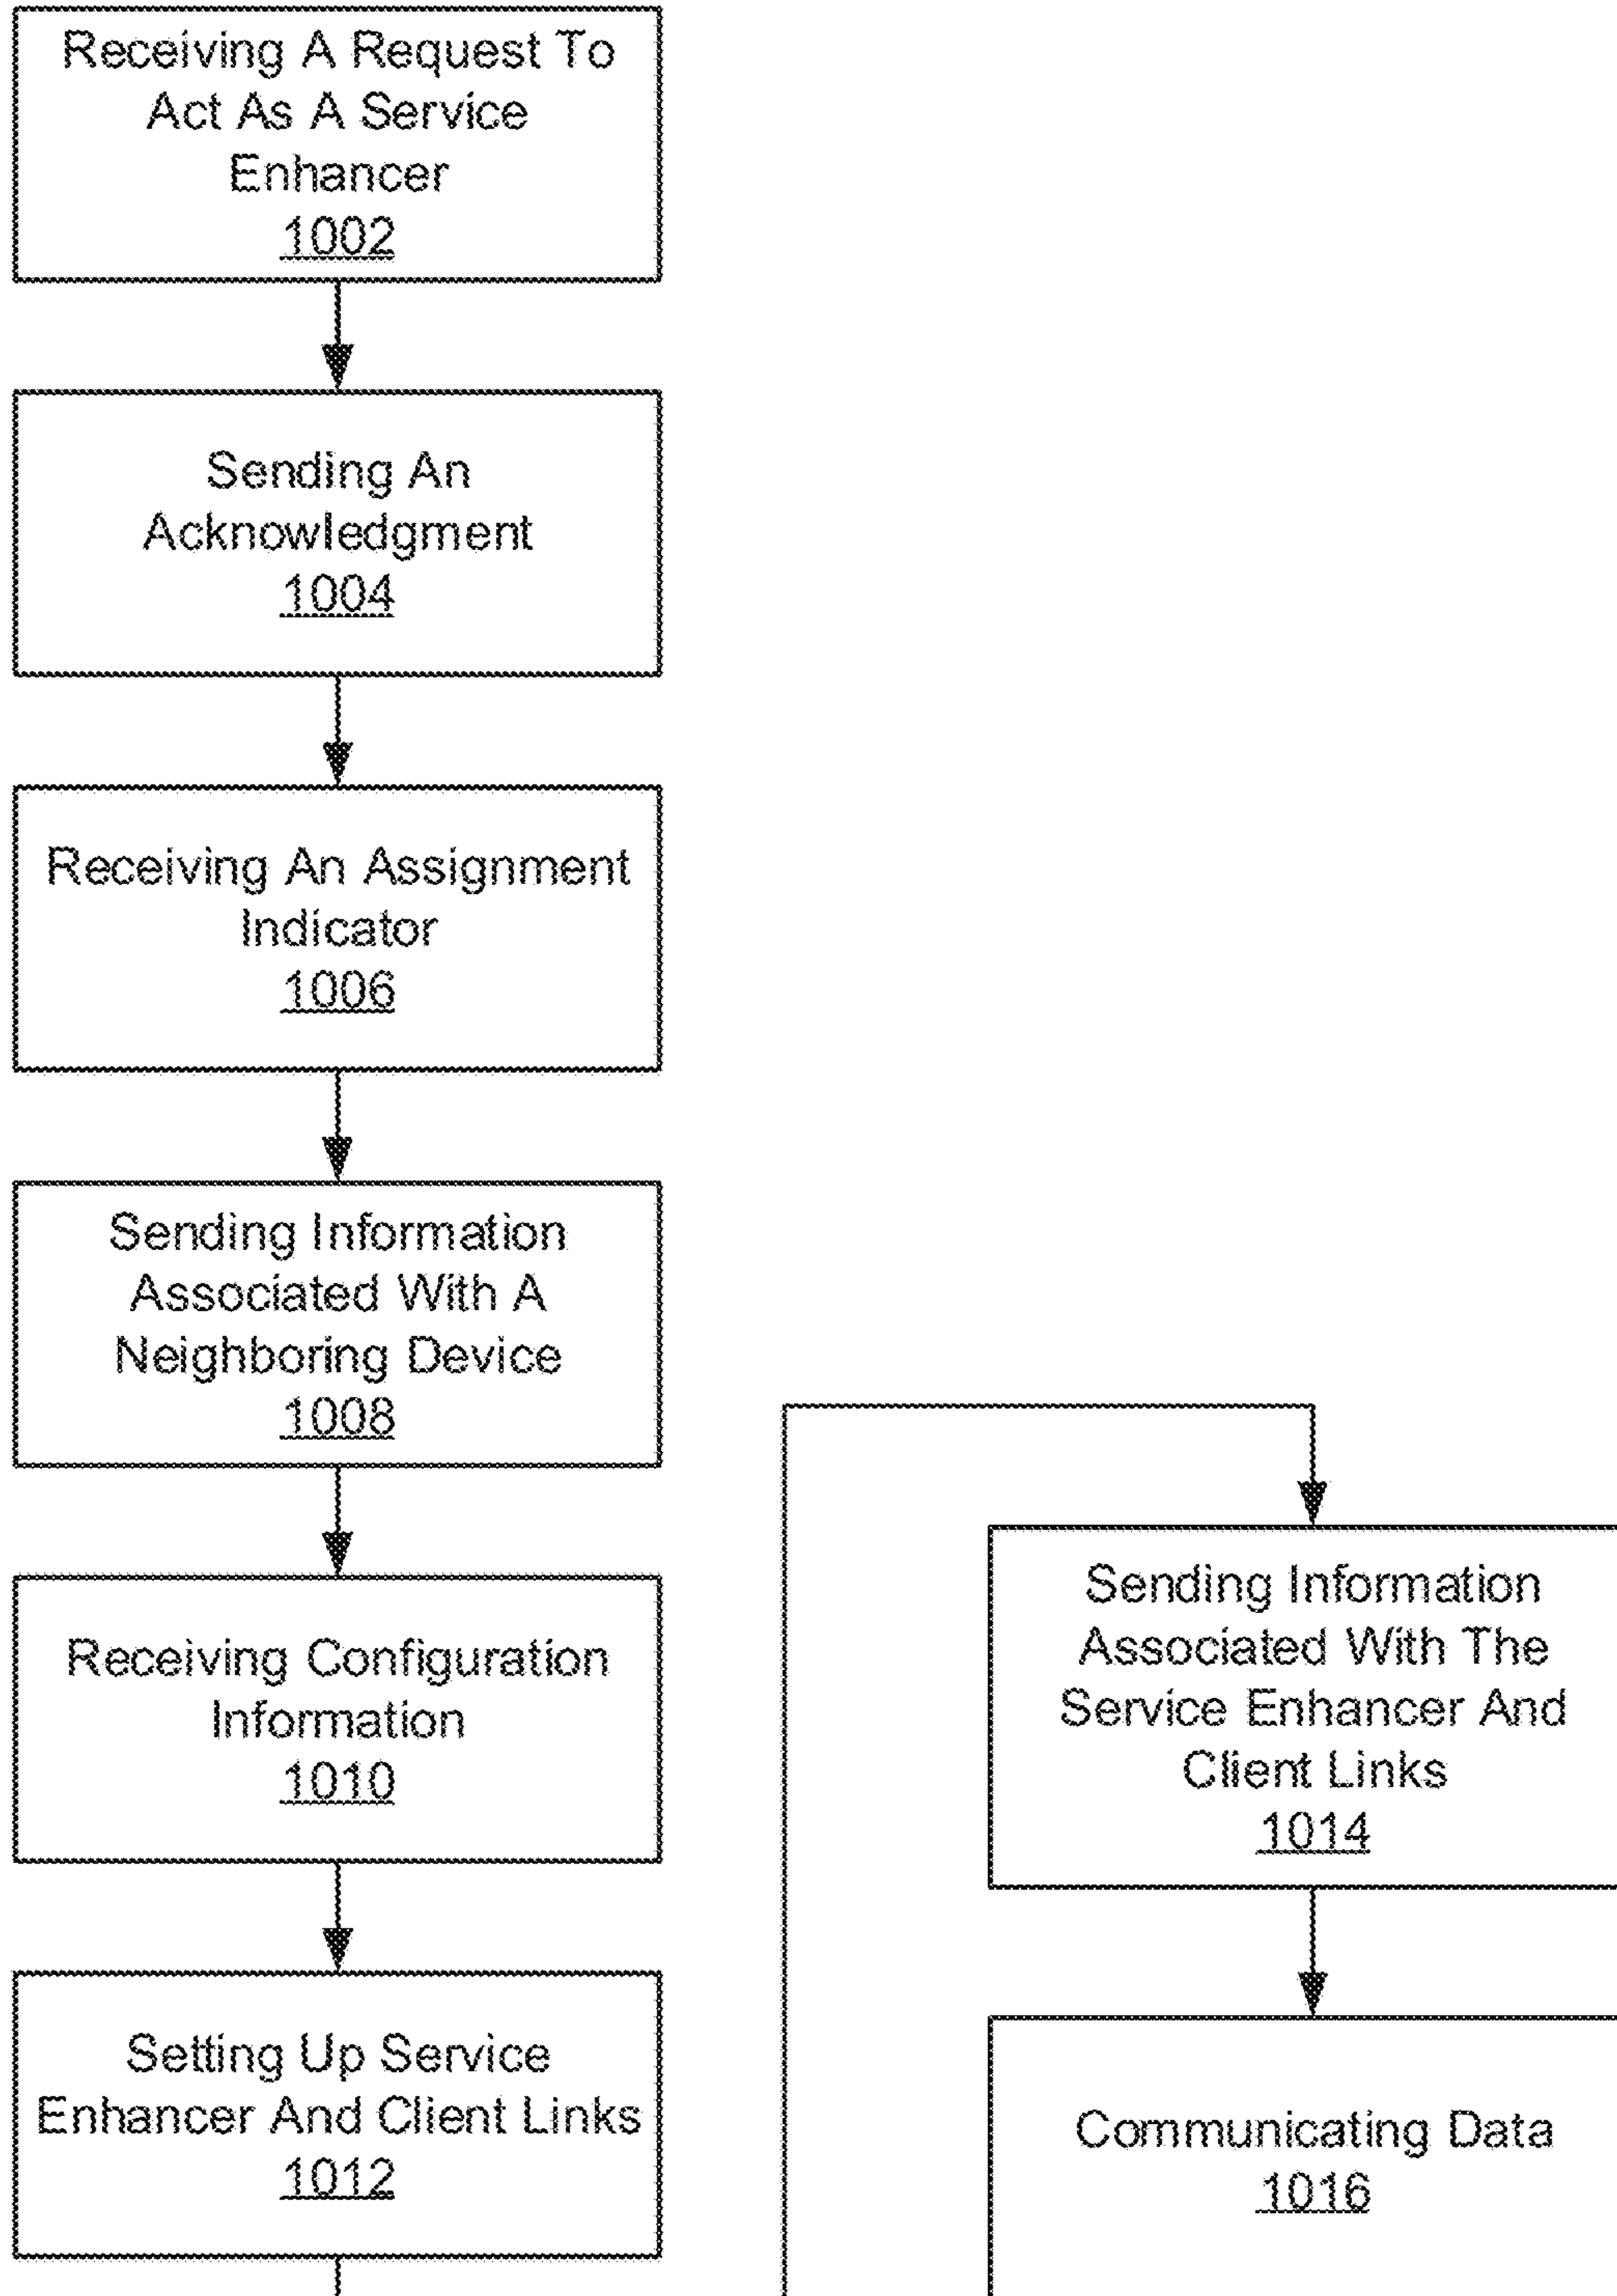 Receiving A Request To
Act As A Service
Enhancer
1002
Sending An
Acknowledgment
1004
Receiving An Assignment
Indicator
1006
Sending Information
Associated With A
Neighboring Device
1008
Receiving Configuration
Information
1010
Setting Up Service
Enhancer And Client Links
1012
Sending Information
Associated With The
Service Enhancer And
Client Links
1014
Communicating Data
1016